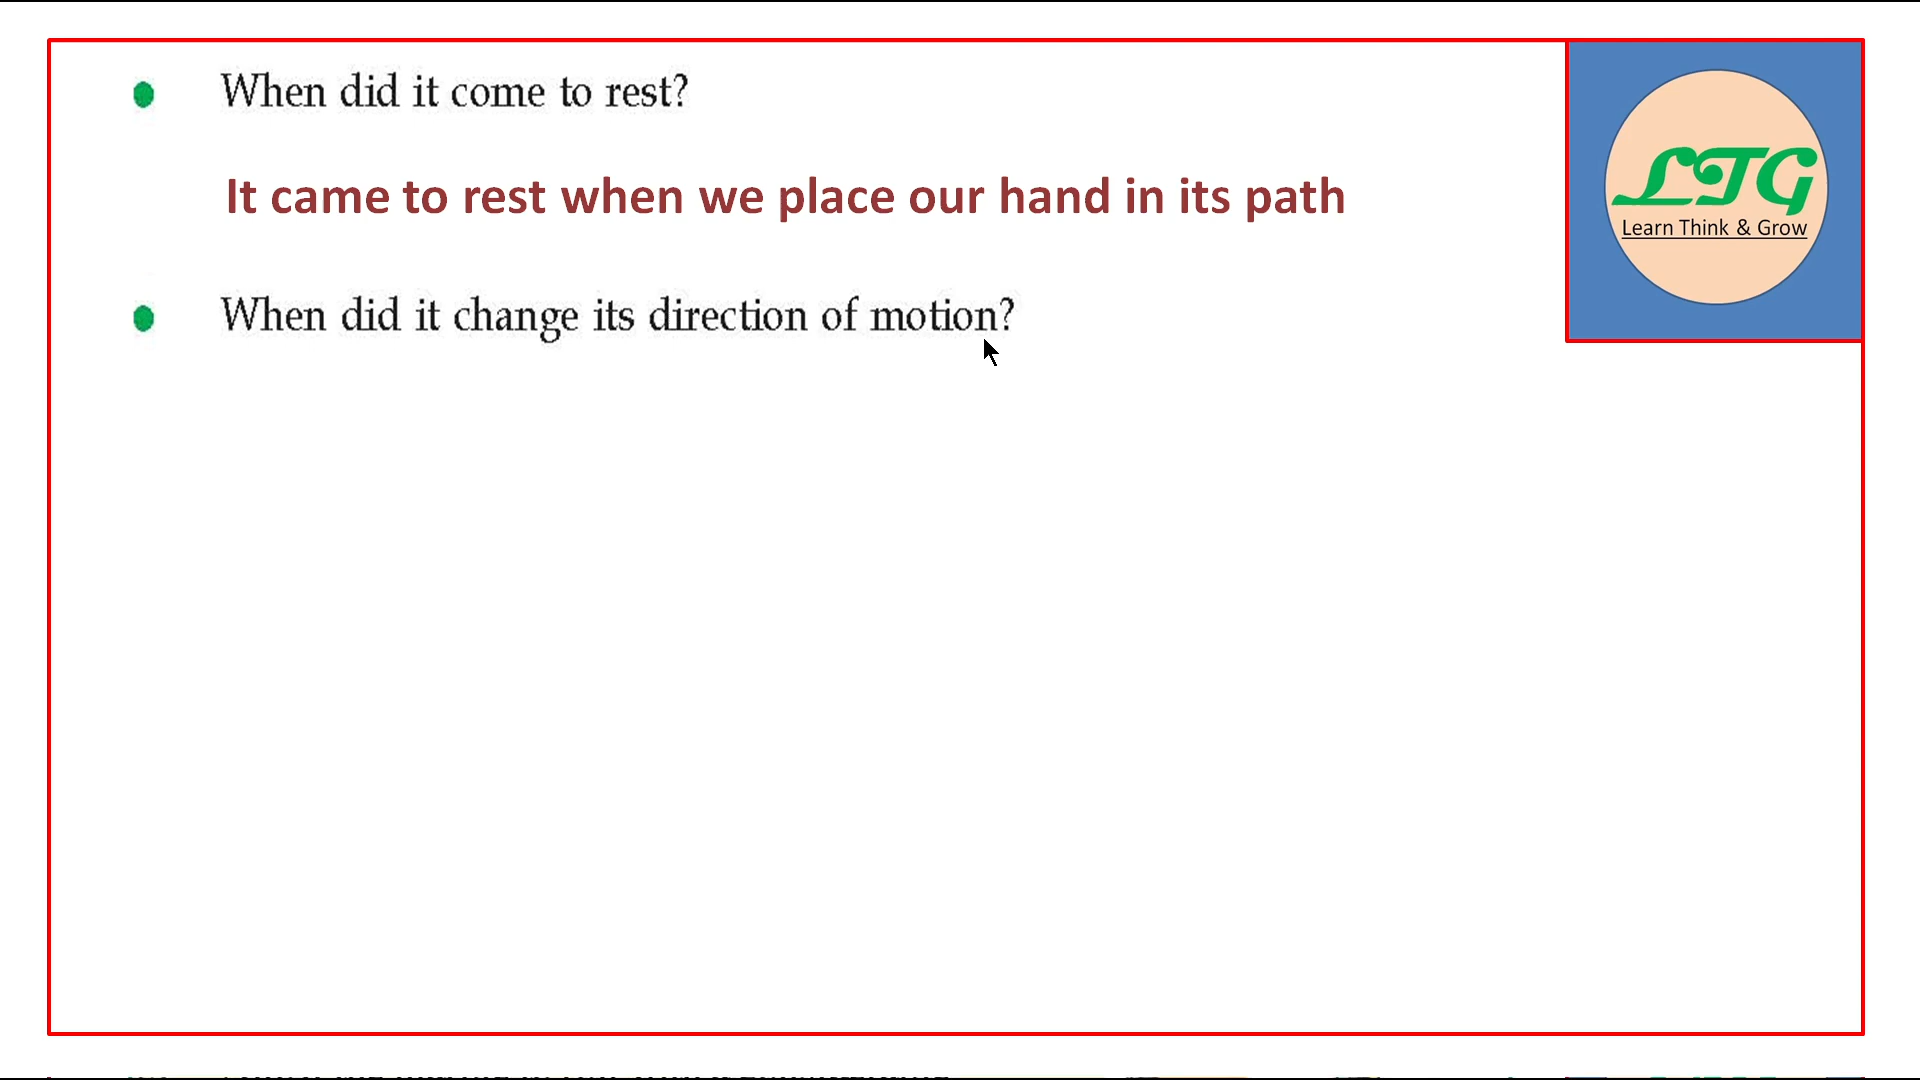 When did it come to rest?
It came to rest when we place our hand in its path
When did it change its direction of motion?
LTG
Learn Think & Grow